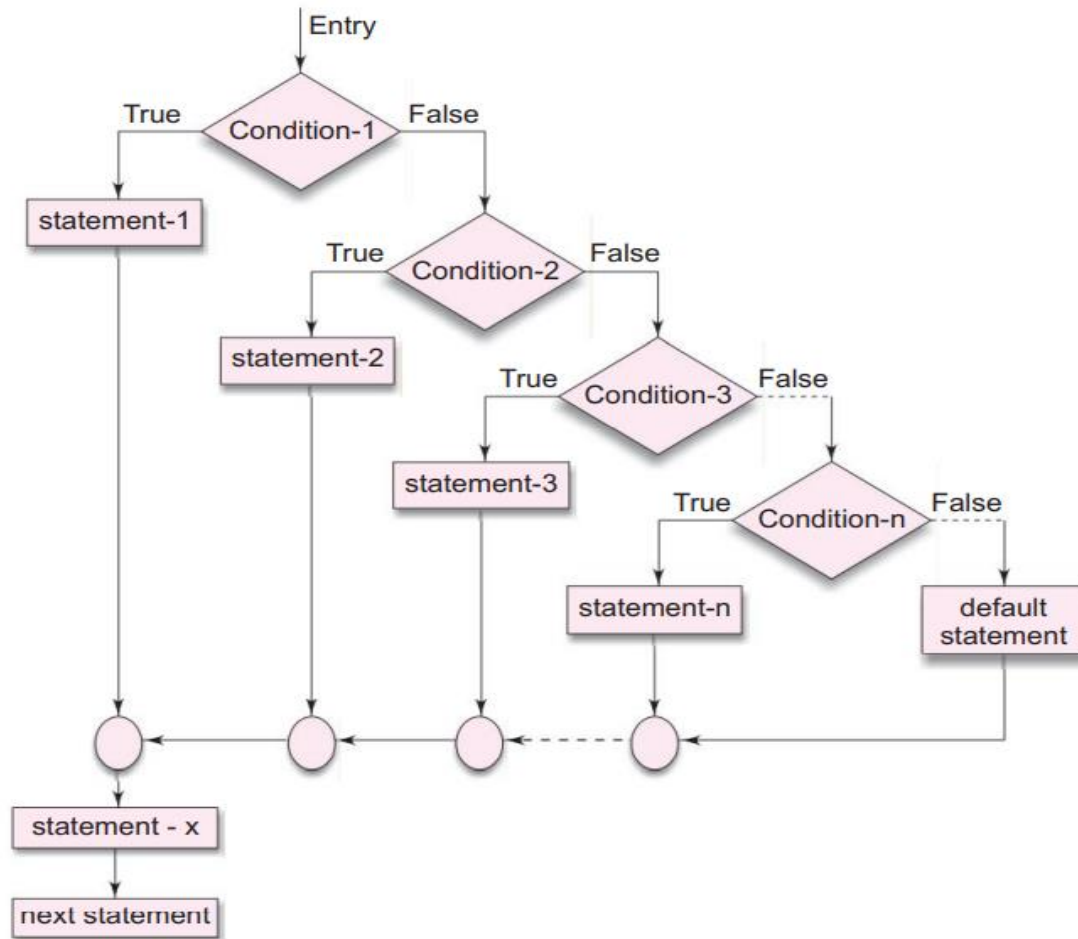 Entry
True
False
Condition-1
statement-1
True
False
Condition-2
statement-2
True
False
Condition-3
statement-3
True
False
Condition-n
statement-n
default
statement
statement - x
next statement